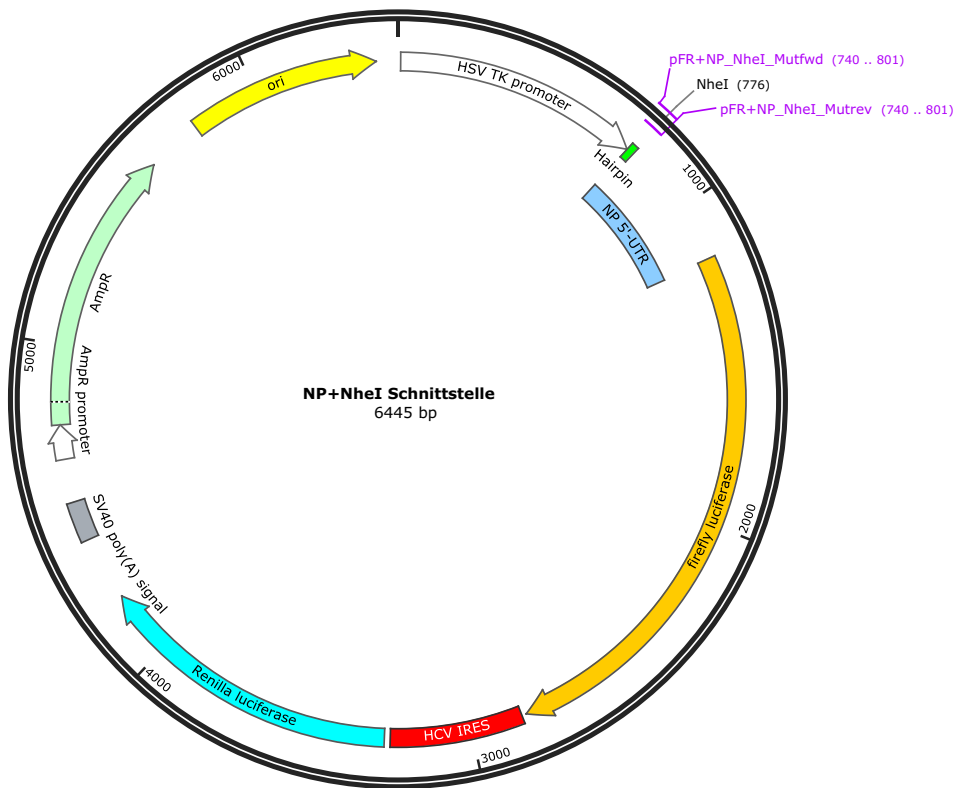 6000
ori
HSV TK promoter
pFR+NP_NheI_Mutfwd (740 .. 801)
NheI (776)
pFR+NP_NheI_Mutrev (740 .. 801)
Hairpin
1000
NP 5'-UTR
AmpR
5000
AmpR promoter
NP+NheI Schnittstelle
6445 bp
firefly luciferase
2000
SV40 poly(A) signal
4000
Renilla luciferase
HCV IRES
3000